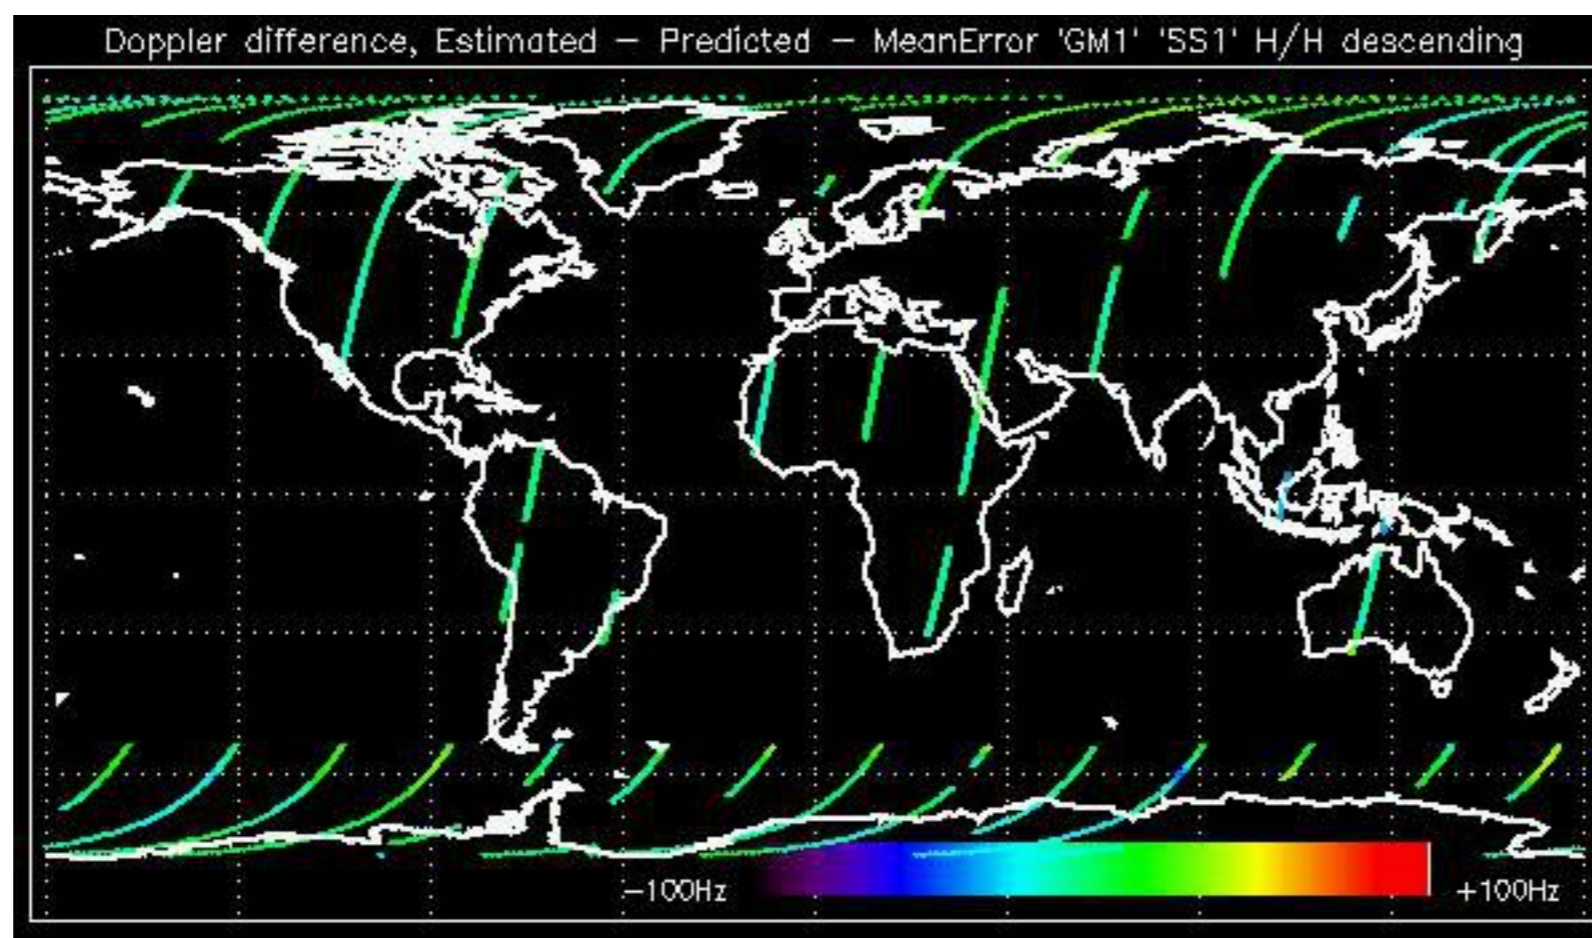 Doppler difference, Estimated – Predicted – MeanError 'GM1' 'SS1' H/H descending
–100Hz
+100Hz